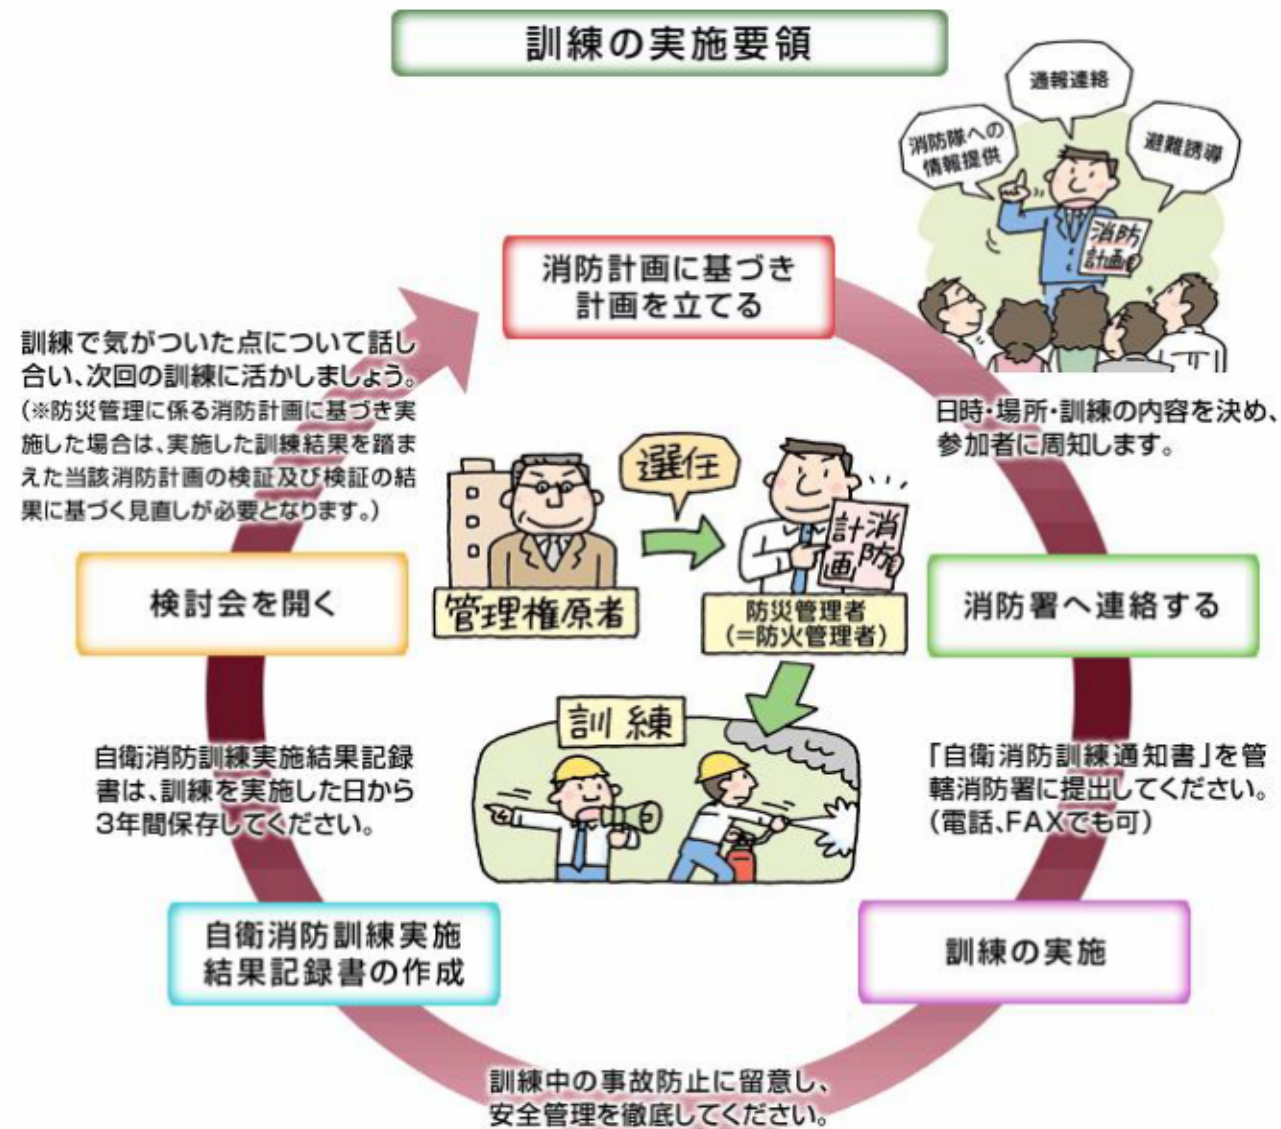 訓練の実施要領
通報連絡
消防隊への
情報提供
避難誘導
消防
計画
消防計画に基づき
計画を立てる
日時・場所・訓練の内容を決め、
参加者に周知します。
消防署へ連絡する
「自衛消防訓練通知書」を管
轄消防署に提出してください。
(電話、FAXでも可)
訓練の実施
訓練中の事故防止に留意し、
安全管理を徹底してください。
自衛消防訓練実施
結果記録書の作成
自衛消防訓練実施結果記録
書は、訓練を実施した日から
3年間保存してください。
検討会を開く
訓練で気がついた点について話し
合い、次回の訓練に活かしましょう。
(※防災管理に係る消防計画に基づき実
施した場合は、実施した訓練結果を踏ま
えた当該消防計画の検証及び検証の結
果に基づく見直しが必要となります。)
管理権原者
選任
消防
計画
防災管理者
(=防火管理者)
訓練